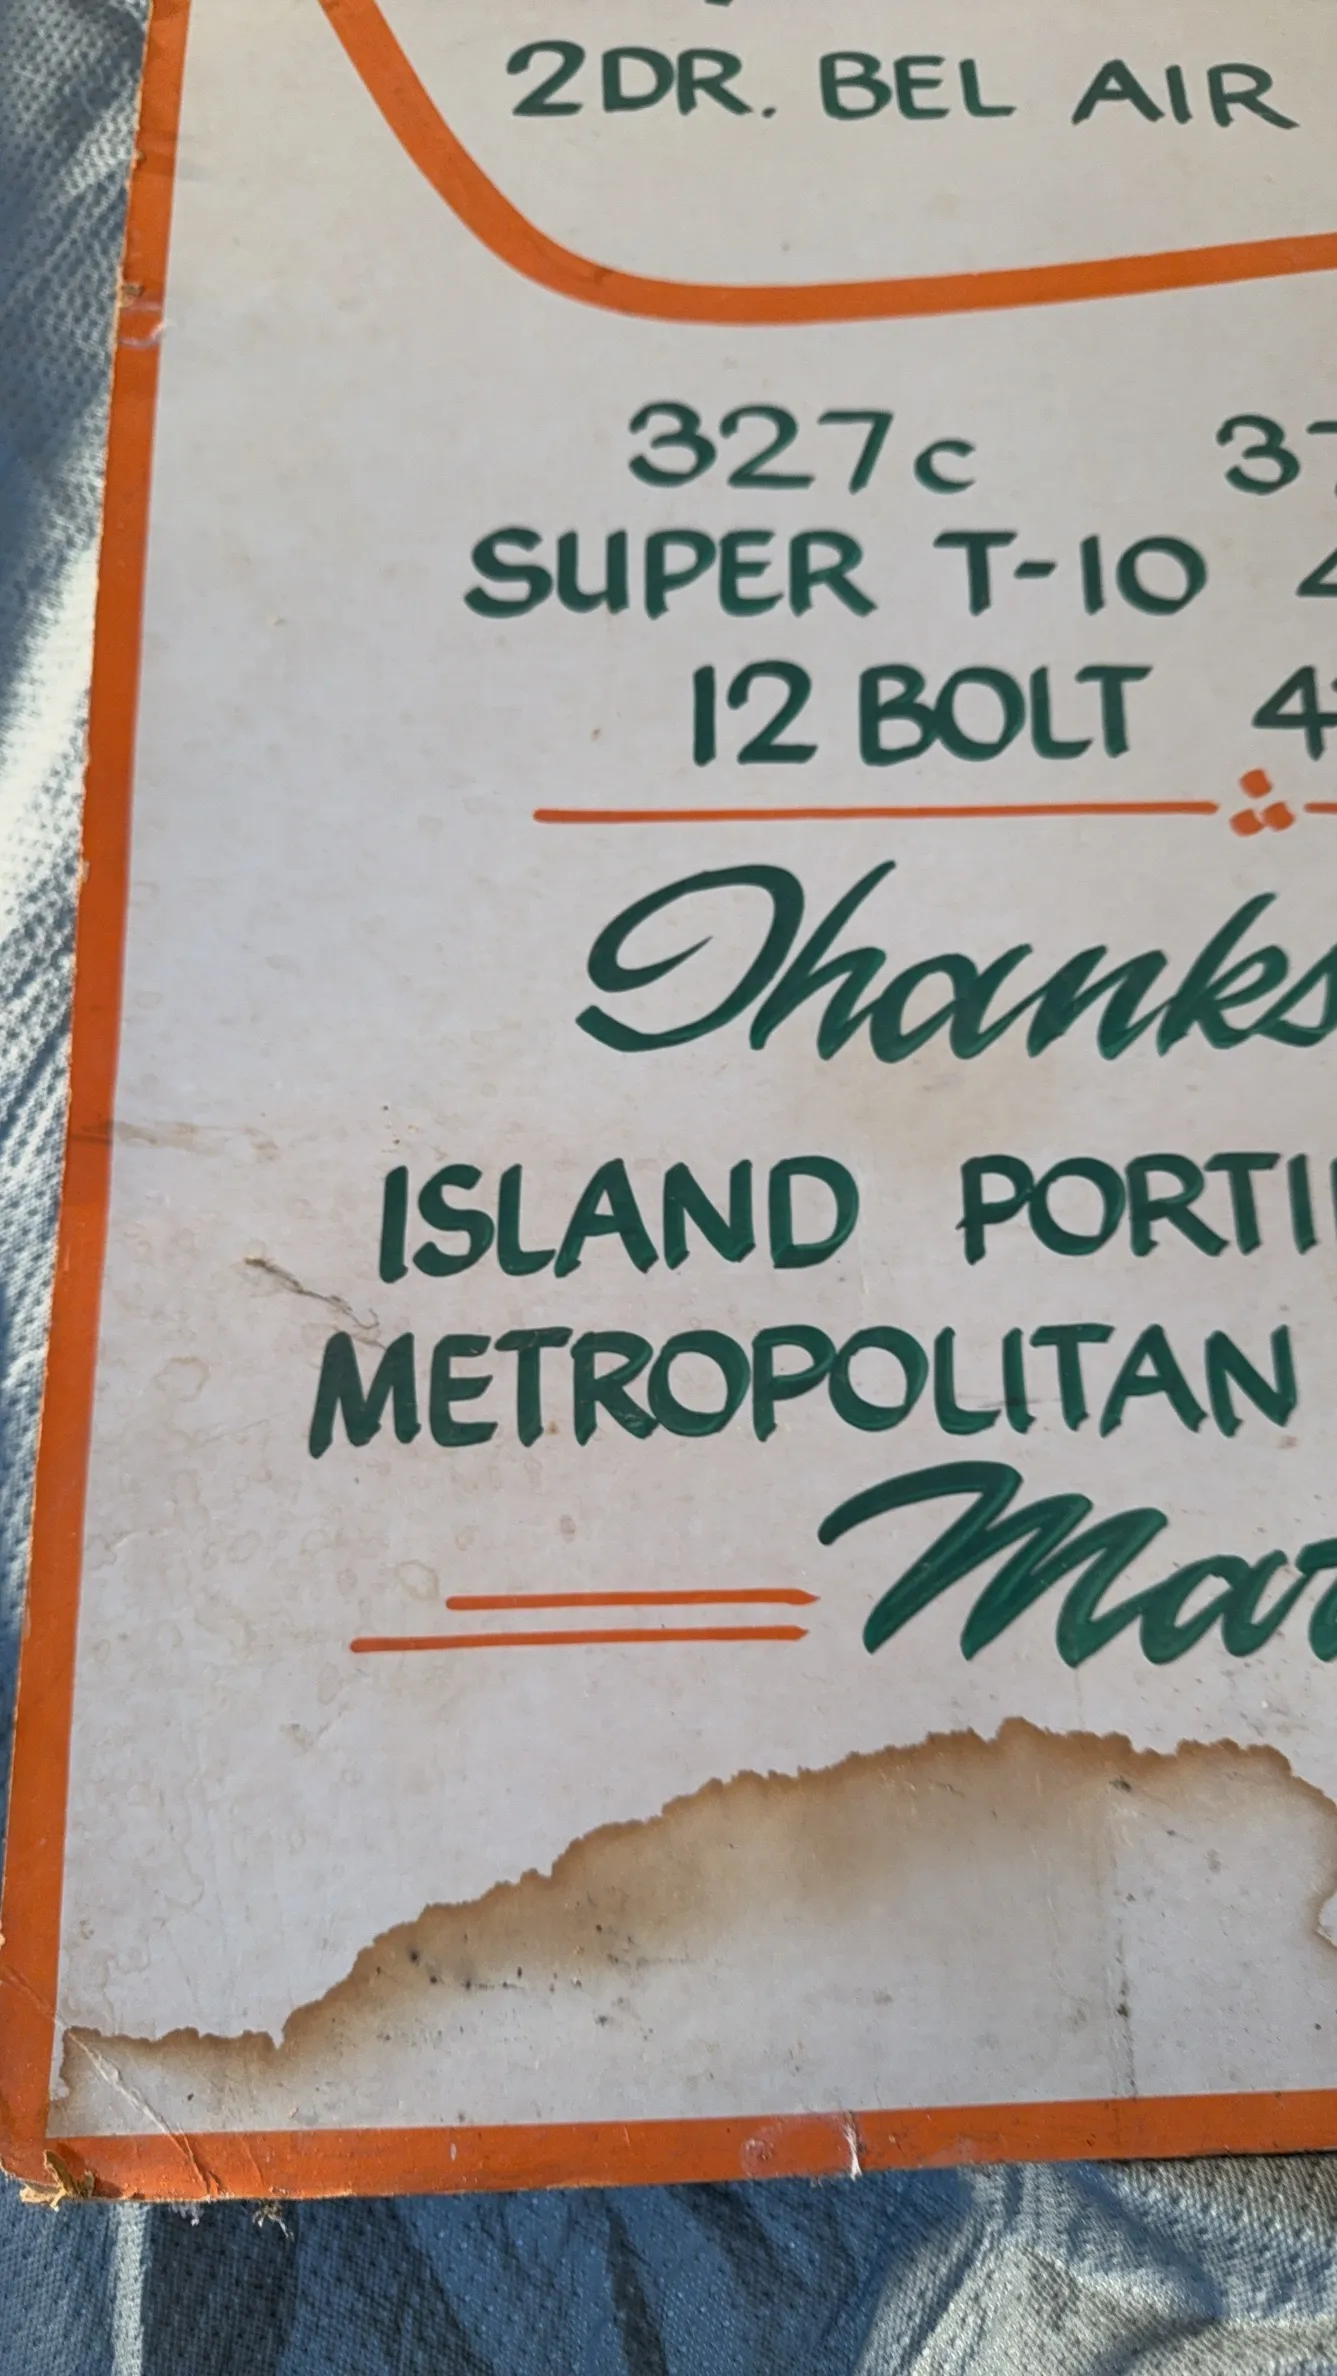 2DR. BEL AIR
327c
SUPER T-10
12 BOLT
Thanks
ISLAND
METROPOLITAN